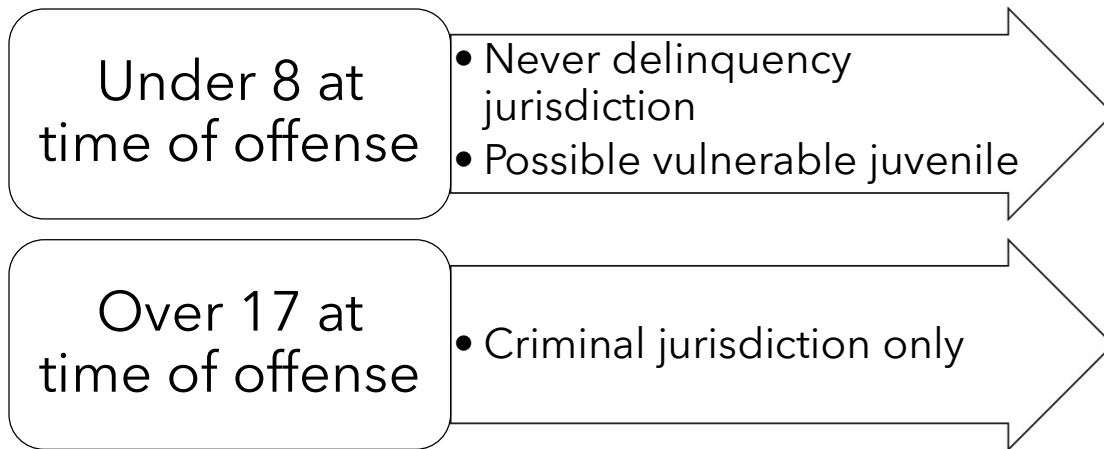 Under 8 at
time of offense
• Never delinquency
jurisdiction
• Possible vulnerable juvenile
Over 17 at
time of offense
• Criminal jurisdiction only